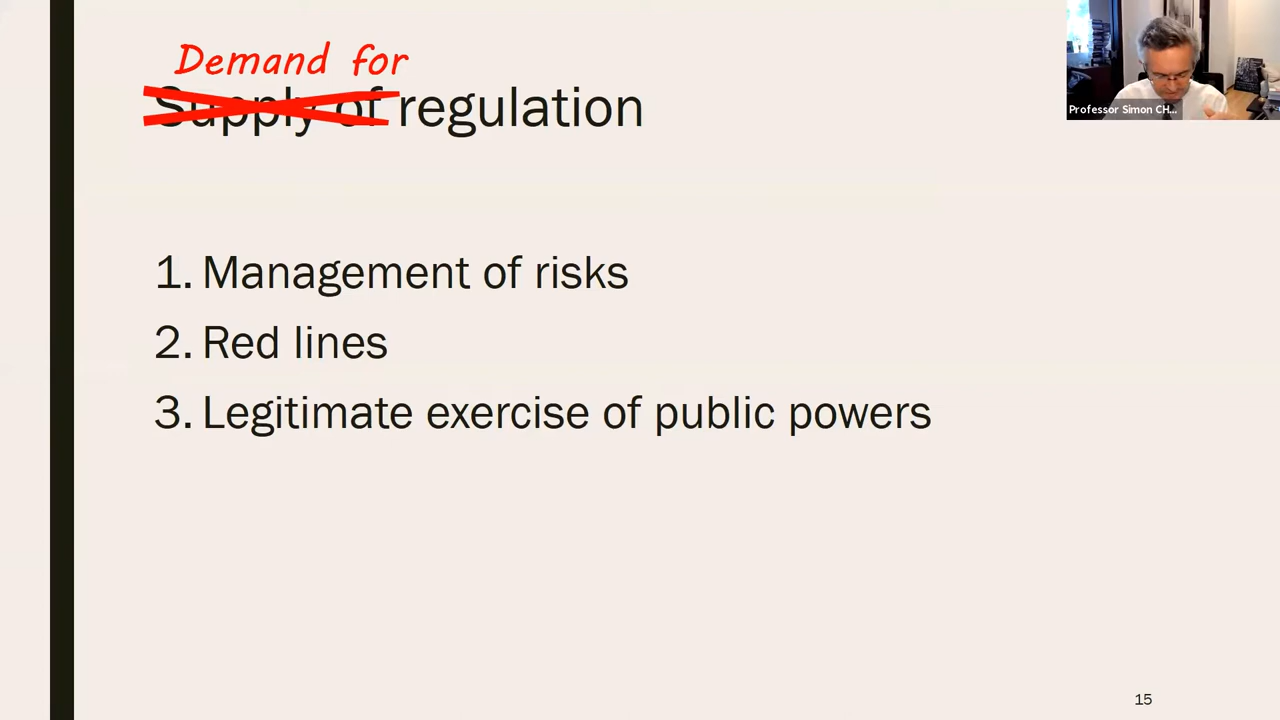 Demand for
Supply of regulation
Professor Simon CH...
1. Management of risks
2. Red lines
3. Legitimate exercise of public powers
15